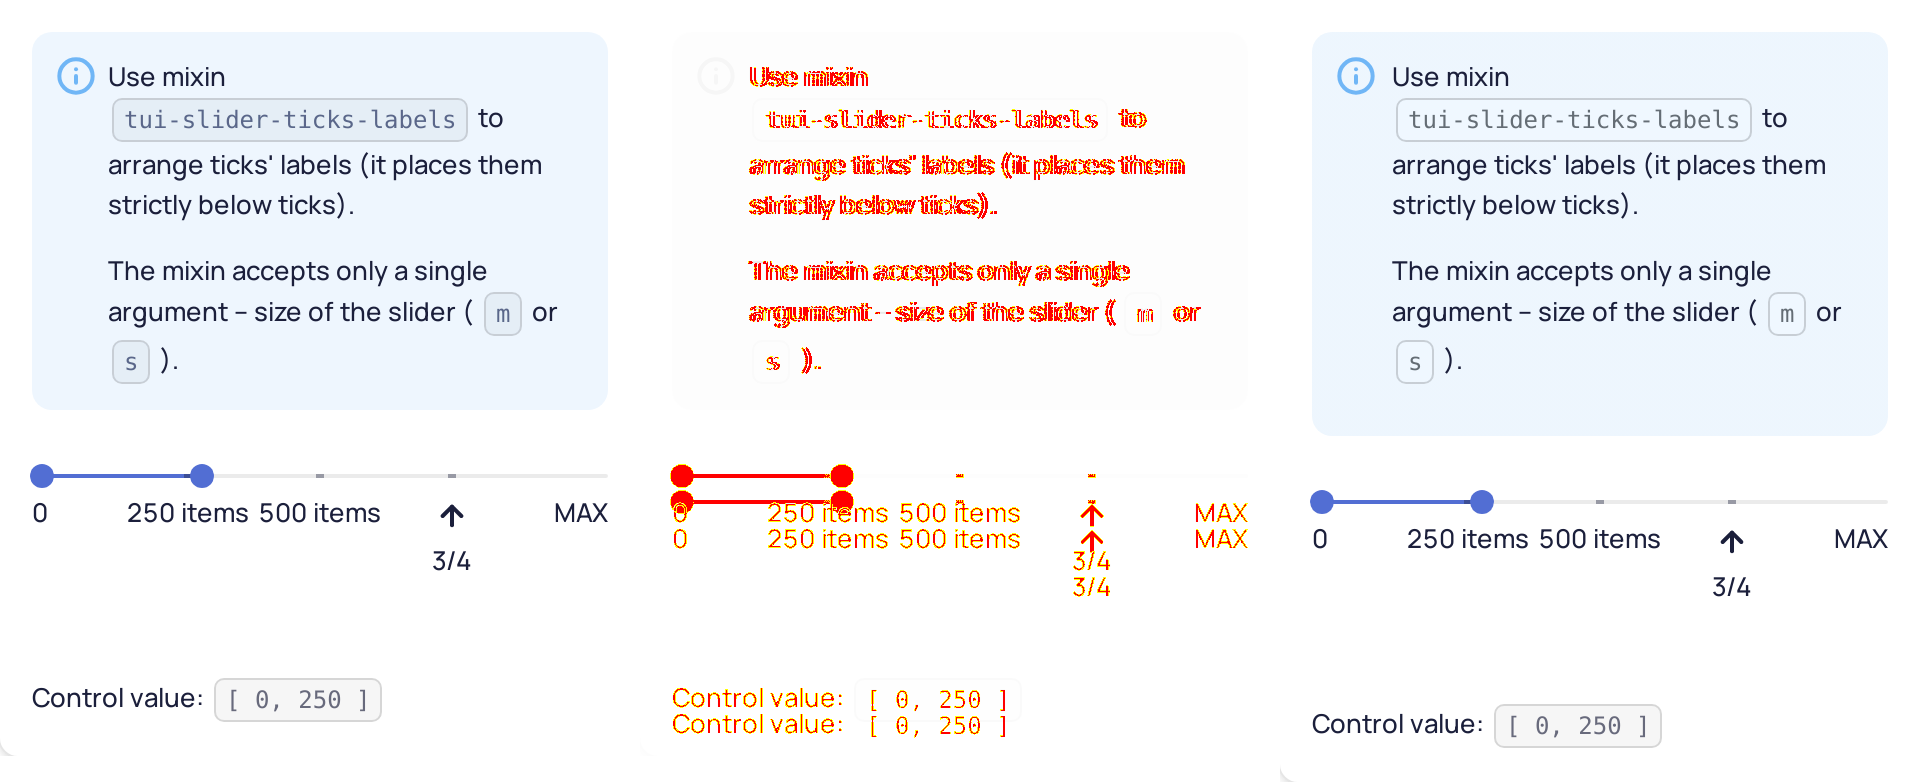 Use mixin
tui-slider-ticks-labels to
arrange ticks' labels (it places them
strictly below ticks).
The mixin accepts only a single
argument – size of the slider ( m or
s ).
0 250 items 500 items MAX
3/4
Control value: [ 0, 250 ]
Use mixin
tui-slider-ticks-labels to
arrange ticks' labels (it places them
strictly below ticks).
The mixin accepts only a single
argument – size of the slider ( m or
s ).
0 250 items 500 items MAX
0 250 items 500 items MAX
3/4
3/4
Control value: [ 0, 250 ]
Control value: [ 0, 250 ]
Use mixin
tui-slider-ticks-labels to
arrange ticks' labels (it places them
strictly below ticks).
The mixin accepts only a single
argument – size of the slider ( m or
s ).
0 250 items 500 items MAX
3/4
Control value: [ 0, 250 ]